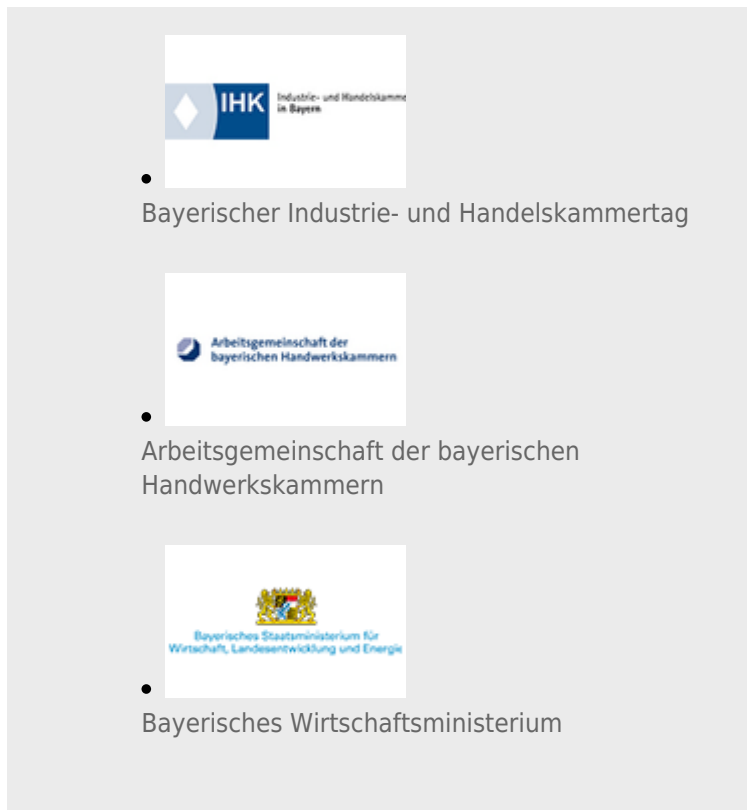 IHK
Industrie- und Handelskamme
in Bayern
Bayerischer Industrie- und Handelskammertag
Arbeitsgemeinschaft der
bayerischen Handwerkskammern
Arbeitsgemeinschaft der bayerischen
Handwerkskammern
Bayerisches Staatsministerium für
Wirtschaft, Landesentwicklung und Energie
Bayerisches Wirtschaftsministerium